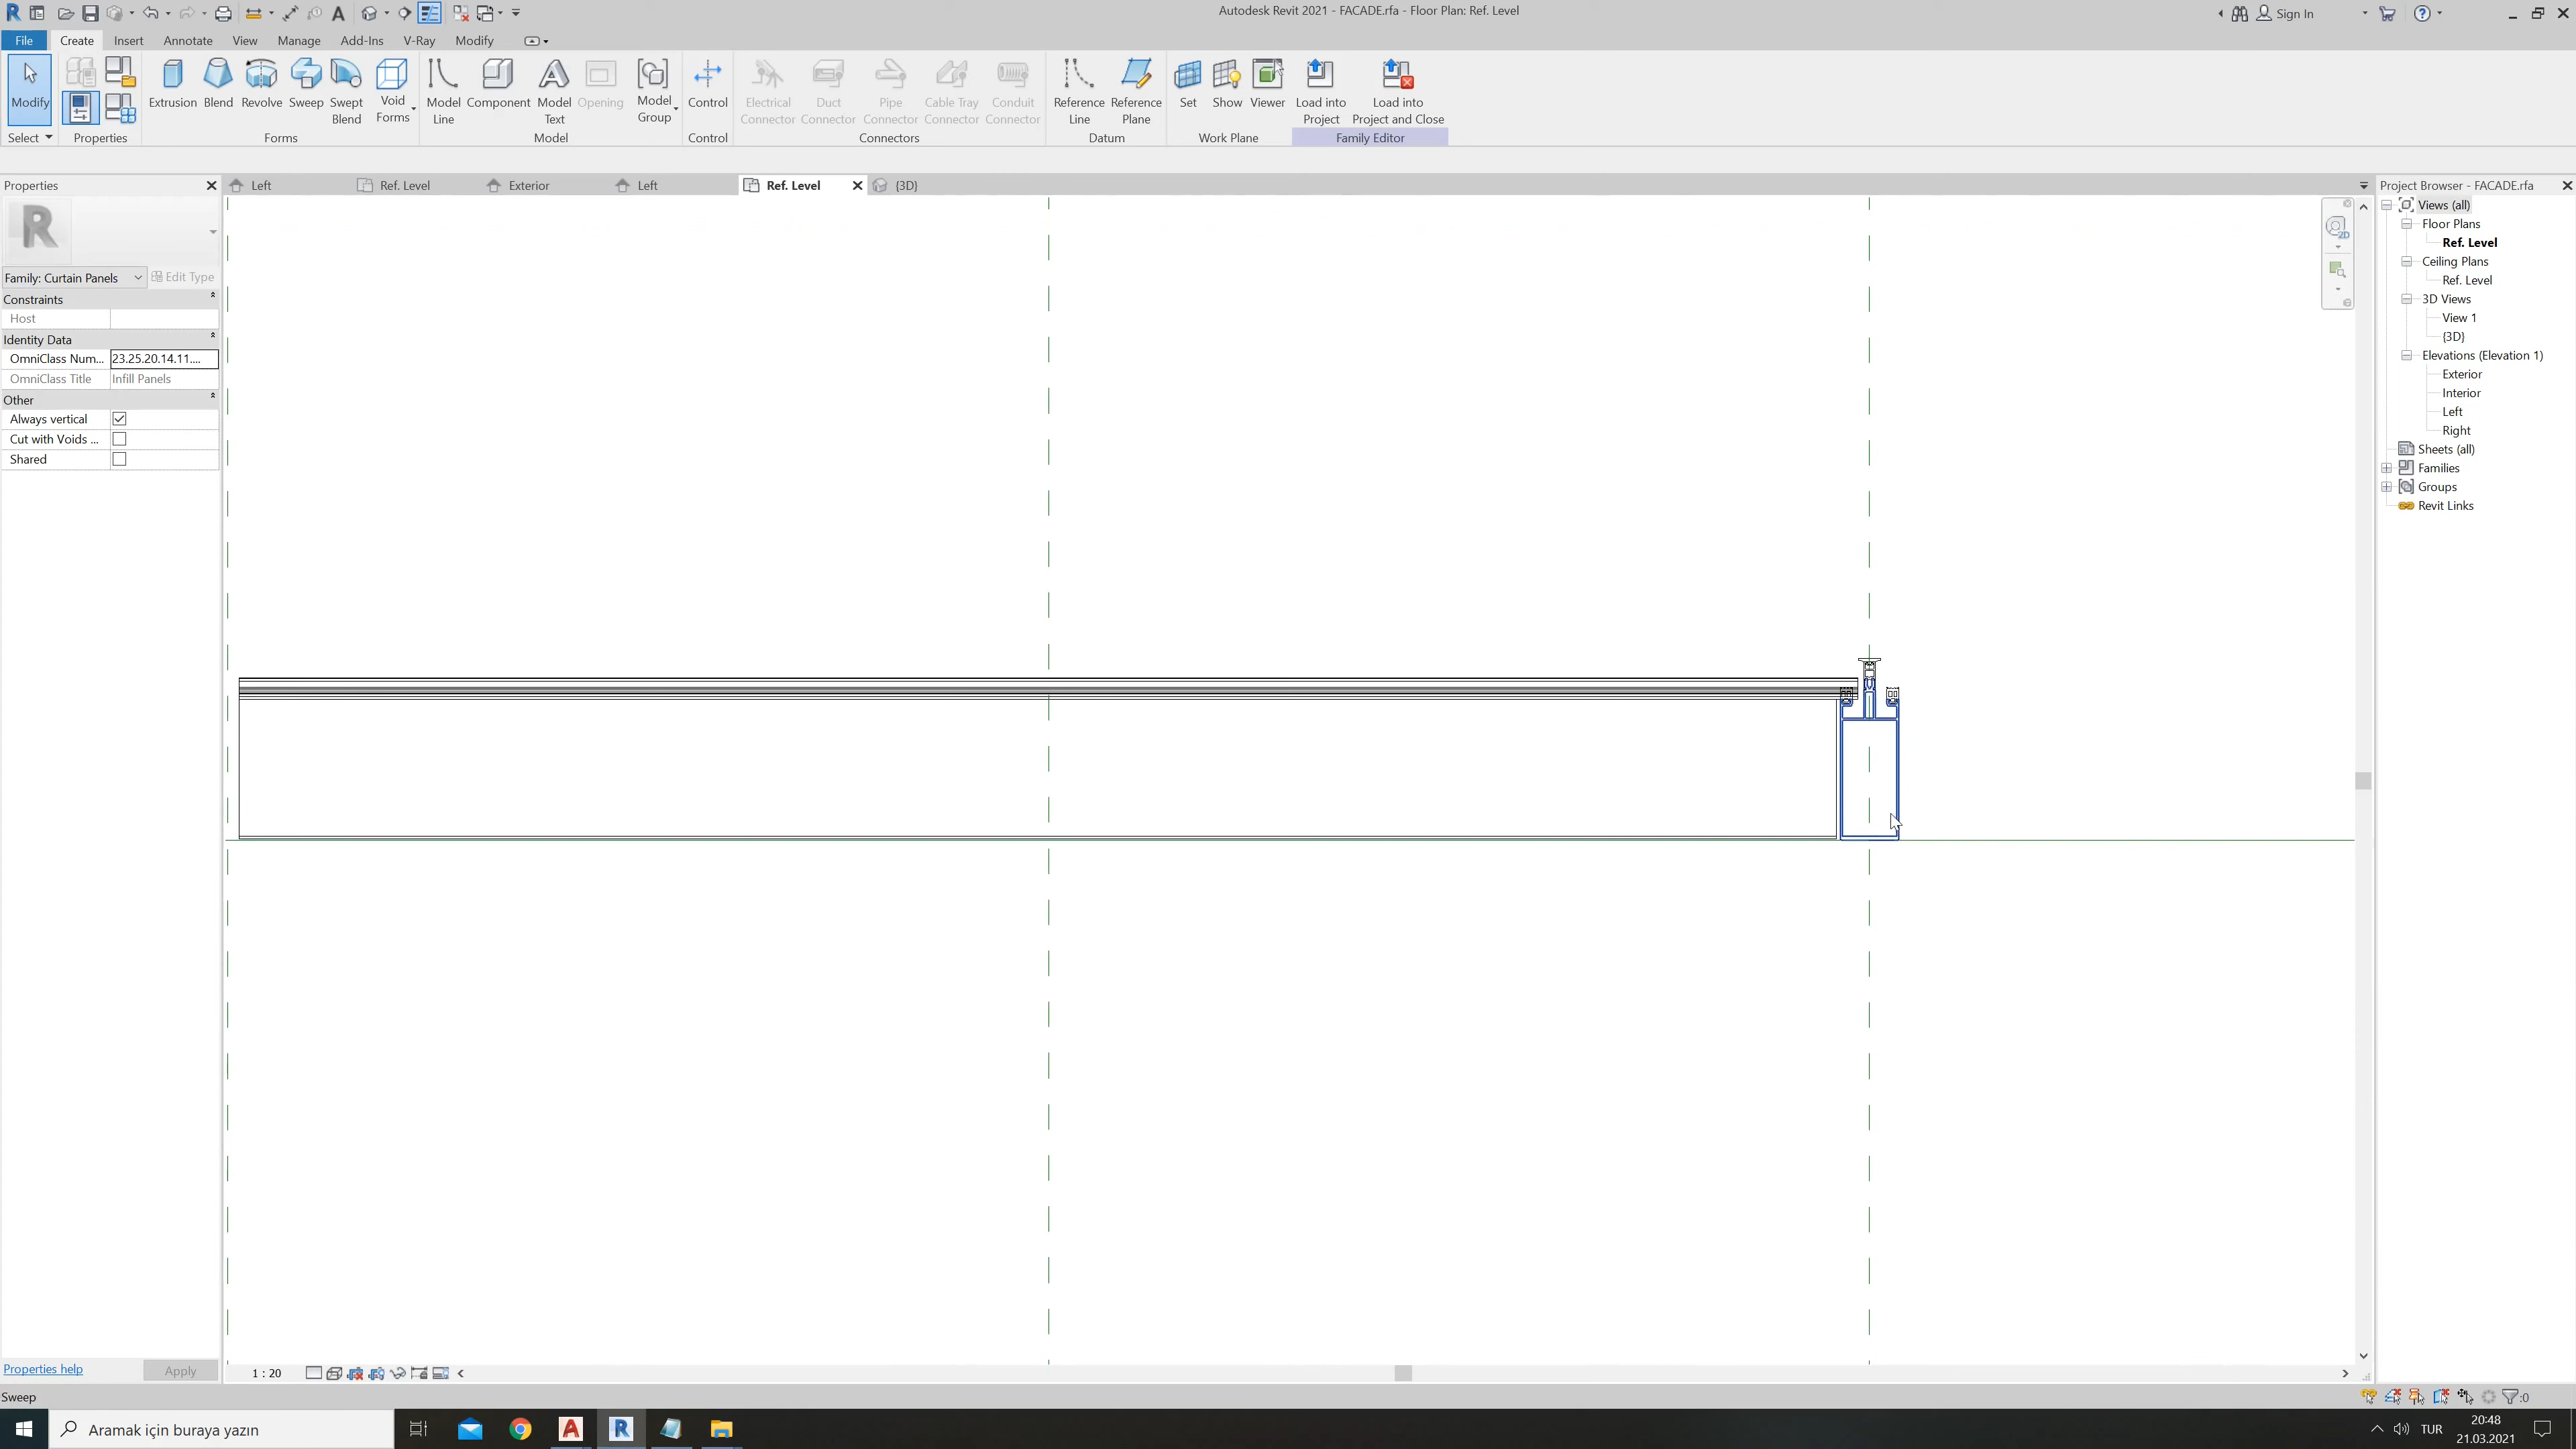 Autodesk Revit 2021 - FACADE.rfa - Floor Plan: Ref. Level
Sign In
File Create Insert Annotate View Manage Add-Ins V-Ray Modify
Modify
Extrusion
Blend
Revolve
Sweep
Swept
Blend
Void
Forms
Model
Line
Component
Model
Text
Opening
Model
Group
Control
Electrical
Connector
Duct
Connector
Pipe
Connector
Cable Tray
Connector
Conduit
Connector
Reference
Line
Reference
Plane
Set
Show
Viewer
Load into
Project
Load into
Project and Close
Select
Properties
Forms
Model
Control
Connectors
Datum
Work Plane
Family Editor
Properties
Left
Ref. Level
Exterior
Left
Ref. Level
{3D}
Project Browser - FACADE.rfa
Family: Curtain Panels
Edit Type
Constraints
Host
Identity Data
OmniClass Num... 23.25.20.14.11....
OmniClass Title Infill Panels
Other
Always vertical
Cut with Voids ...
Shared
Views (all)
Floor Plans
Ref. Level
Ceiling Plans
Ref. Level
3D Views
View 1
{3D}
Elevations (Elevation 1)
Exterior
Interior
Left
Right
Sheets (all)
Families
Groups
Revit Links
2D
Properties help
Apply
1 : 20
Sweep
:0
Aramak için buraya yazın
TUR
20:48
21.03.2021